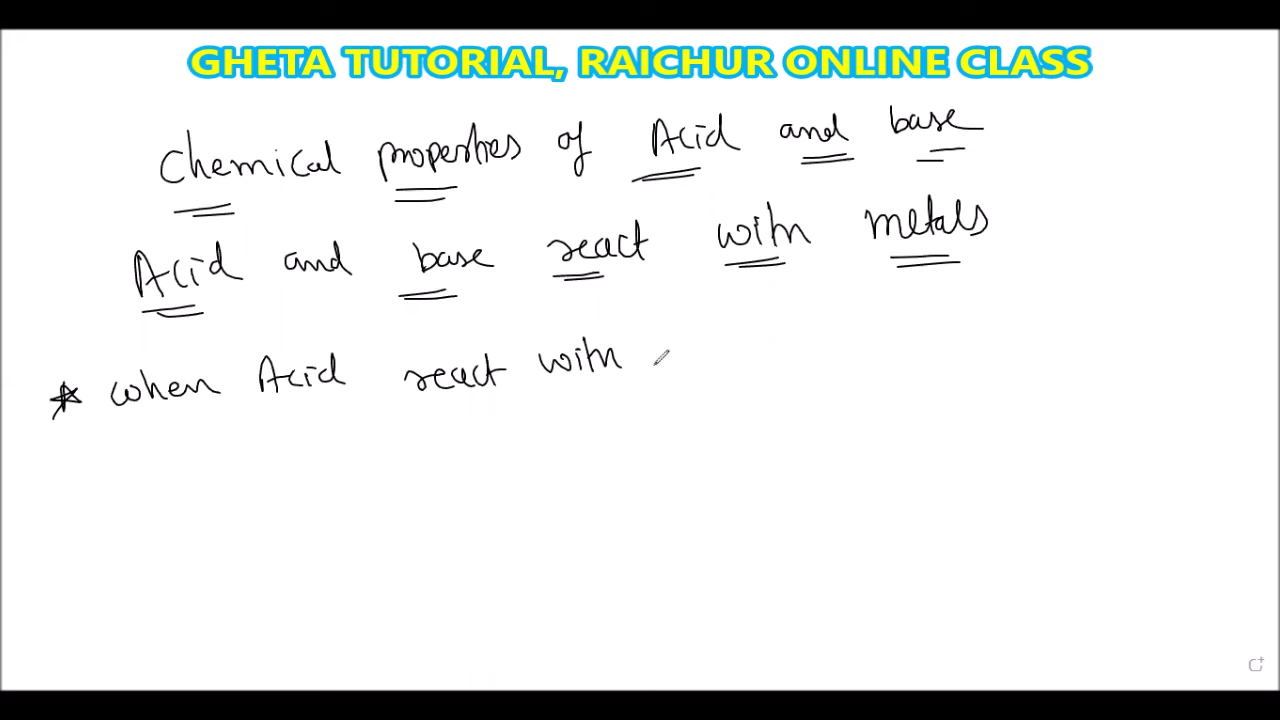 GHETA TUTORIAL, RAICHUR ONLINE CLASS
Chemical properties of Acid and base
Acid and base react with metals
* when Acid react with